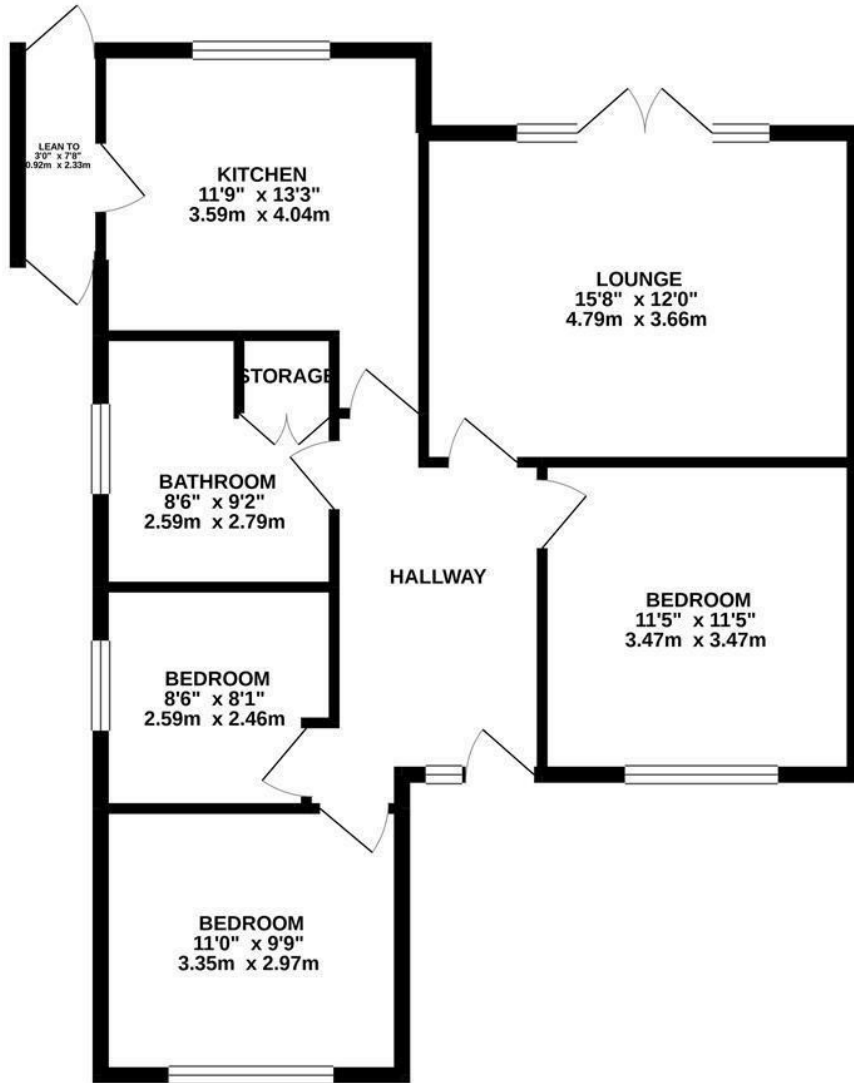 LEAN TO
3'0" x 7'8"
0.92m x 2.33m
KITCHEN
11'9" x 13'3"
3.59m x 4.04m
LOUNGE
15'8" x 12'0"
4.79m x 3.66m
STORAGE
BATHROOM
8'6" x 9'2"
2.59m x 2.79m
HALLWAY
BEDROOM
11'5" x 11'5"
3.47m x 3.47m
BEDROOM
8'6" x 8'1"
2.59m x 2.46m
BEDROOM
11'0" x 9'9"
3.35m x 2.97m